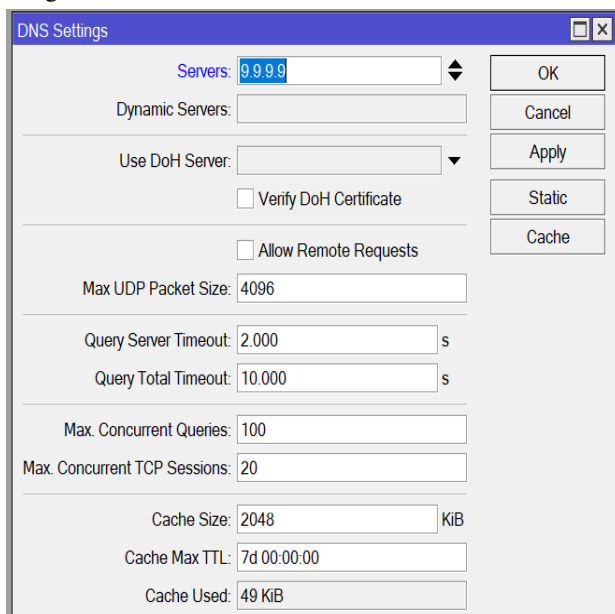 DNS Settings
Servers: 9.9.9.9
OK
Dynamic Servers:
Cancel
Use DoH Server:
Apply
Verify DoH Certificate
Static
Allow Remote Requests
Cache
Max UDP Packet Size: 4096
Query Server Timeout: 2.000 s
Query Total Timeout: 10.000 s
Max. Concurrent Queries: 100
Max. Concurrent TCP Sessions: 20
Cache Size: 2048 KiB
Cache Max TTL: 7d 00:00:00
Cache Used: 49 KiB